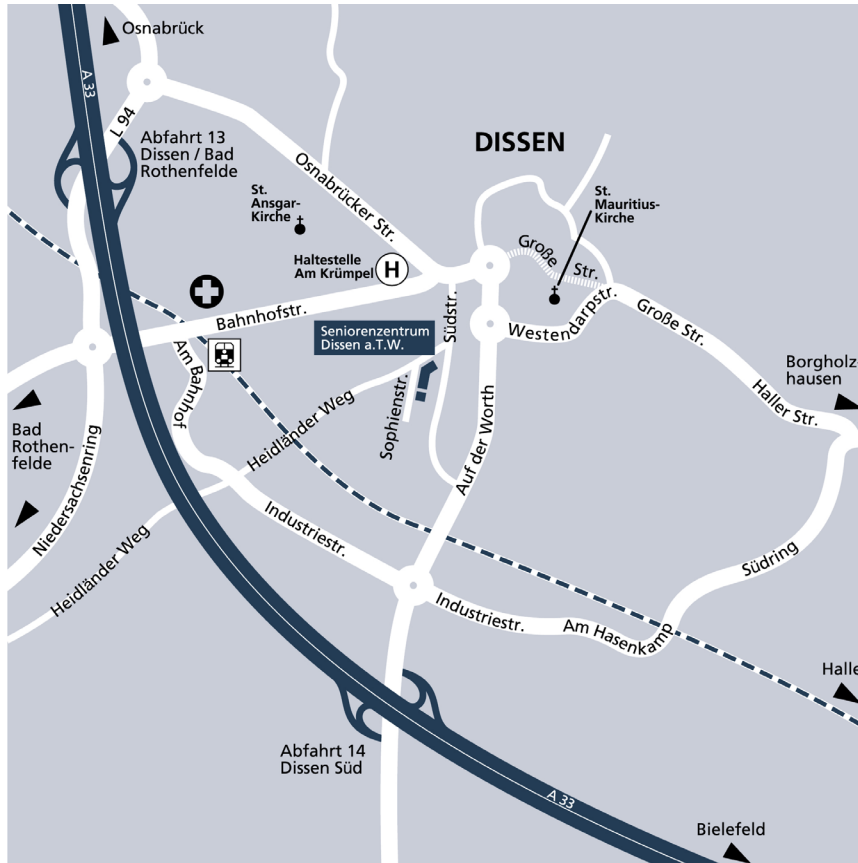 Osnabrück
A 33
L 94
Abfahrt 13
Dissen / Bad
Rothenfelde
Osnabrücker Str.
DISSEN
St.
Ansgar-
Kirche
St.
Mauritius-
Kirche
Haltestelle
Am Krümpel
H
Große
Str.
Bahnhofstr.
Südstr.
Westendarpstr.
Große Str.
Seniorenzentrum
Dissen a.T.W.
Am Bahnhof
Borgholz-
hausen
Haller Str.
Bad
Rothen-
felde
Heidländer Weg
Sophienstr.
Auf der Worth
Niedersachsenring
Industriestr.
Heidländer Weg
Südring
Industriestr.
Am Hasenkamp
Halle
Abfahrt 14
Dissen Süd
A 33
Bielefeld